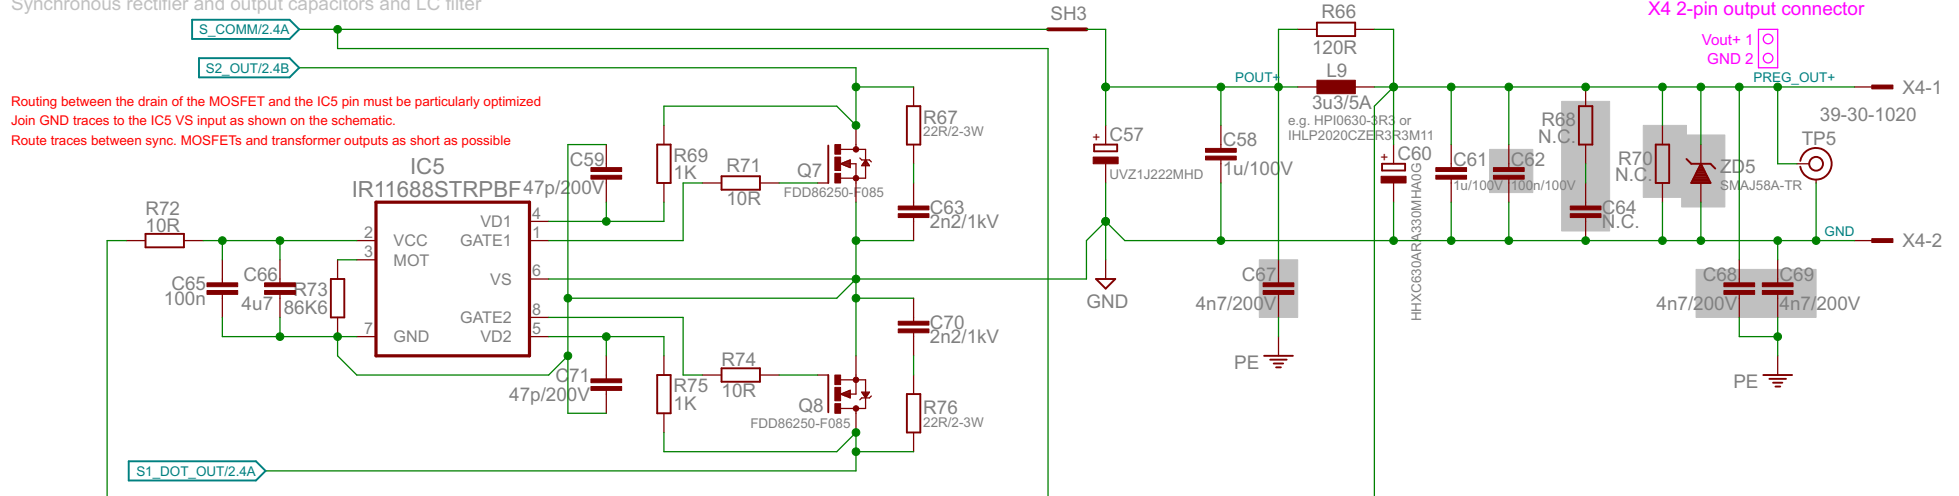 Synchronous rectifier and output capacitors and LC filter
S_COMM/2.4A
S2_OUT/2.4B
Routing between the drain of the MOSFET and the IC5 pin must be particularly optimized
Join GND traces to the IC5 VS input as shown on the schematic.
Route traces between sync. MOSFETs and transformer outputs as short as possible
IC5
IR11688STRPBF
VCC
MOT
GND
VD1
GATE1
VS
GATE2
VD2
2
3
7
4
1
6
8
5
R72
10R
C65
100n
C66
4u7
R73
86K6
C59
47p/200V
C71
47p/200V
R69
1K
R71
10R
Q7
FDD86250-F085
R67
22R/2-3W
C63
2n2/1kV
R75
1K
R74
10R
Q8
FDD86250-F085
C70
2n2/1kV
R76
22R/2-3W
S1_DOT_OUT/2.4A
SH3
C57
+
UVZ1J222MHD
GND
C58
1u/100V
POUT+
R66
120R
L9
3u3/5A
e.g. HPI0630-3R3 or
IHLP2020CZER3R3M11
C60
+
HHXC630ARA330MHA0G
C67
4n7/200V
PE
C61
1u/100V
C62
100n/100V
R68
N.C.
C64
N.C.
R70
N.C.
ZD5
SMAJ58A-TR
X4 2-pin output connector
Vout+ 1
GND 2
PREG_OUT+
X4-1
39-30-1020
TP5
GND
X4-2
C68
4n7/200V
C69
4n7/200V
PE